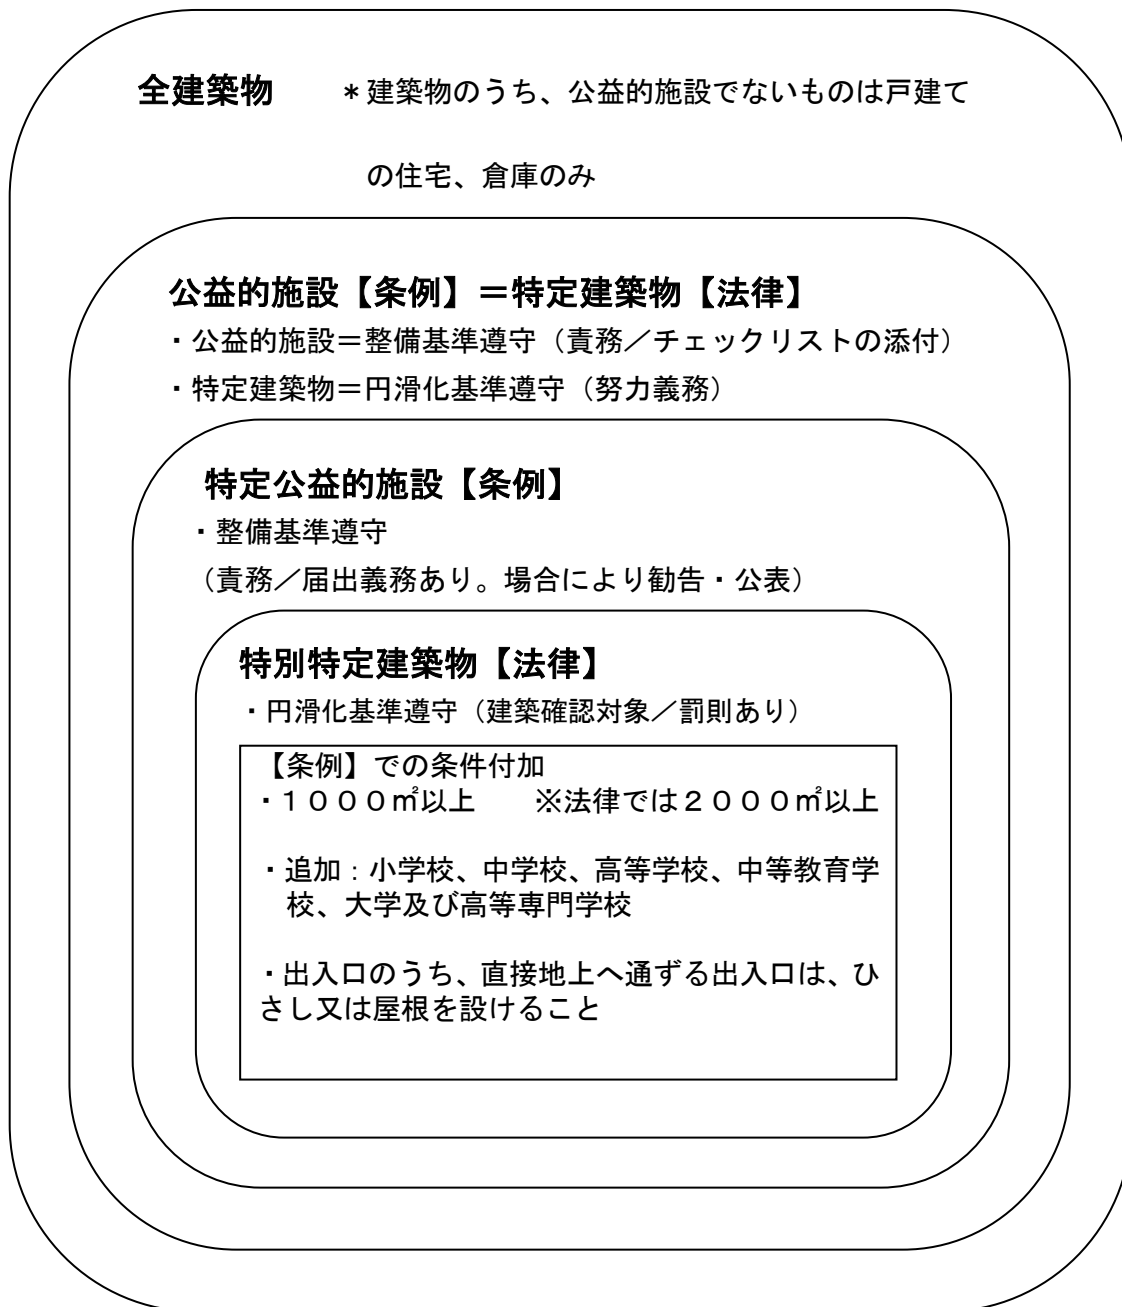 全建築物　＊建築物のうち、公益的施設でないものは戸建て
の住宅、倉庫のみ
公益的施設【条例】＝特定建築物【法律】
・公益的施設＝整備基準遵守（責務／チェックリストの添付）
・特定建築物＝円滑化基準遵守（努力義務）
特定公益的施設【条例】
・整備基準遵守
（責務／届出義務あり。場合により勧告・公表）
特別特定建築物【法律】
・円滑化基準遵守（建築確認対象／罰則あり）
【条例】での条件付加
・１０００㎡以上　　※法律では２０００㎡以上
・追加：小学校、中学校、高等学校、中等教育学
校、大学及び高等専門学校
・出入口のうち、直接地上へ通ずる出入口は、ひ
さし又は屋根を設けること